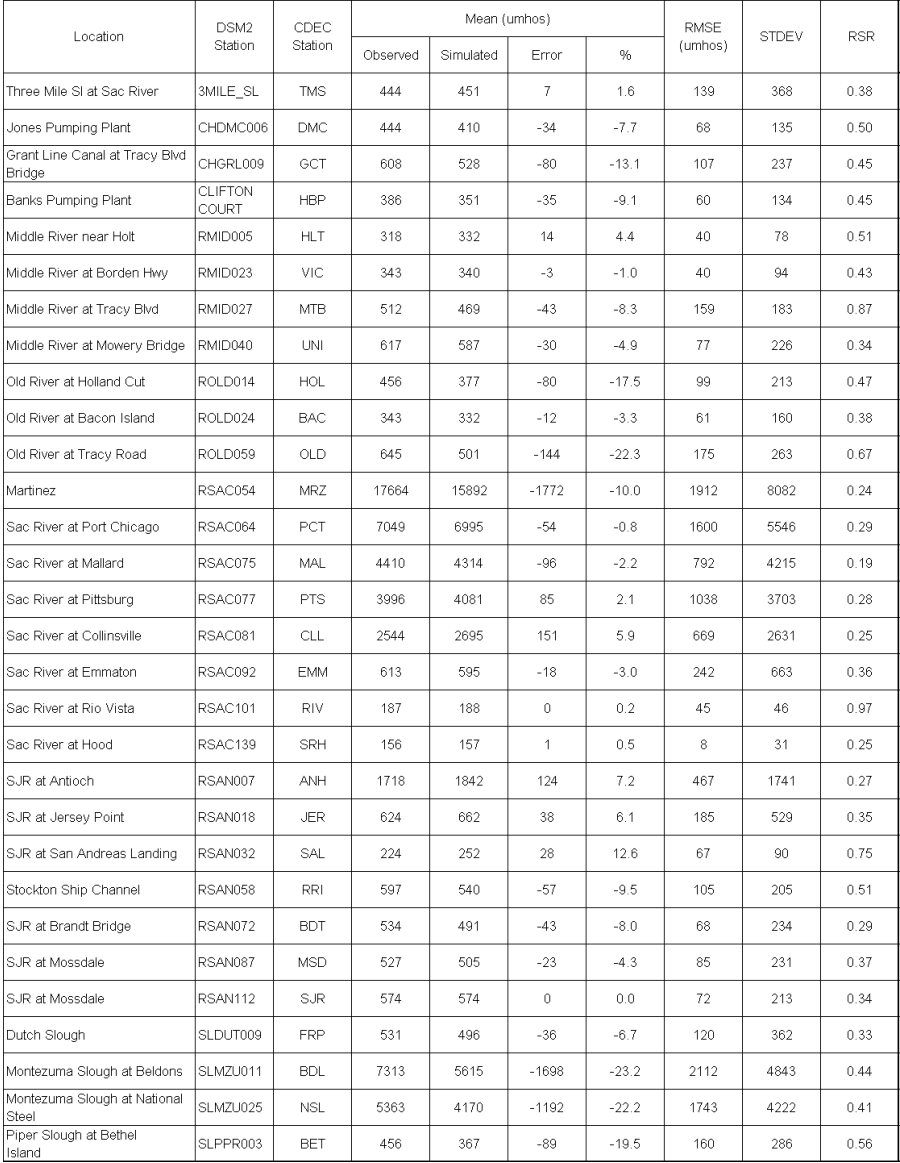 Location DSM2 Station CDEC Station Mean (umhos) RMSE (umhos) STDEV RSR
Observed Simulated Error %
Three Mile Sl at Sac River 3MILE_SL TMS 444 451 7 1.6 139 368 0.38
Jones Pumping Plant CHDMC006 DMC 444 410 -34 -7.7 68 135 0.50
Grant Line Canal at Tracy Blvd Bridge CHGRL009 GCT 608 528 -80 -13.1 107 237 0.45
Banks Pumping Plant CLIFTON COURT HBP 386 351 -35 -9.1 60 134 0.45
Middle River near Holt RMID005 HLT 318 332 14 4.4 40 78 0.51
Middle River at Borden Hwy RMID023 VIC 343 340 -3 -1.0 40 94 0.43
Middle River at Tracy Blvd RMID027 MTB 512 469 -43 -8.3 159 183 0.87
Middle River at Mowery Bridge RMID040 UNI 617 587 -30 -4.9 77 226 0.34
Old River at Holland Cut ROLD014 HOL 456 377 -80 -17.5 99 213 0.47
Old River at Bacon Island ROLD024 BAC 343 332 -12 -3.3 61 160 0.38
Old River at Tracy Road ROLD059 OLD 645 501 -144 -22.3 175 263 0.67
Martinez RSAC054 MRZ 17664 15892 -1772 -10.0 1912 8082 0.24
Sac River at Port Chicago RSAC064 PCT 7049 6995 -54 -0.8 1600 5546 0.29
Sac River at Mallard RSAC075 MAL 4410 4314 -96 -2.2 792 4215 0.19
Sac River at Pittsburg RSAC077 PTS 3996 4081 85 2.1 1038 3703 0.28
Sac River at Collinsville RSAC081 CLL 2544 2695 151 5.9 669 2631 0.25
Sac River at Emmaton RSAC092 EMM 613 595 -18 -3.0 242 663 0.36
Sac River at Rio Vista RSAC101 RIV 187 188 0 0.2 45 46 0.97
Sac River at Hood RSAC139 SRH 156 157 1 0.5 8 31 0.25
SJR at Antioch RSAN007 ANH 1718 1842 124 7.2 467 1741 0.27
SJR at Jersey Point RSAN018 JER 624 662 38 6.1 185 529 0.35
SJR at San Andreas Landing RSAN032 SAL 224 252 28 12.6 67 90 0.75
Stockton Ship Channel RSAN058 RRI 597 540 -57 -9.5 105 205 0.51
SJR at Brandt Bridge RSAN072 BDT 534 491 -43 -8.0 68 234 0.29
SJR at Mossdale RSAN087 MSD 527 505 -23 -4.3 85 231 0.37
SJR at Mossdale RSAN112 SJR 574 574 0 0.0 72 213 0.34
Dutch Slough SLDUT009 FRP 531 496 -36 -6.7 120 362 0.33
Montezuma Slough at Beldons SLMZU011 BDL 7313 5615 -1698 -23.2 2112 4843 0.44
Montezuma Slough at National Steel SLMZU025 NSL 5363 4170 -1192 -22.2 1743 4222 0.41
Piper Slough at Bethel Island SLPPR003 BET 456 367 -89 -19.5 160 286 0.56